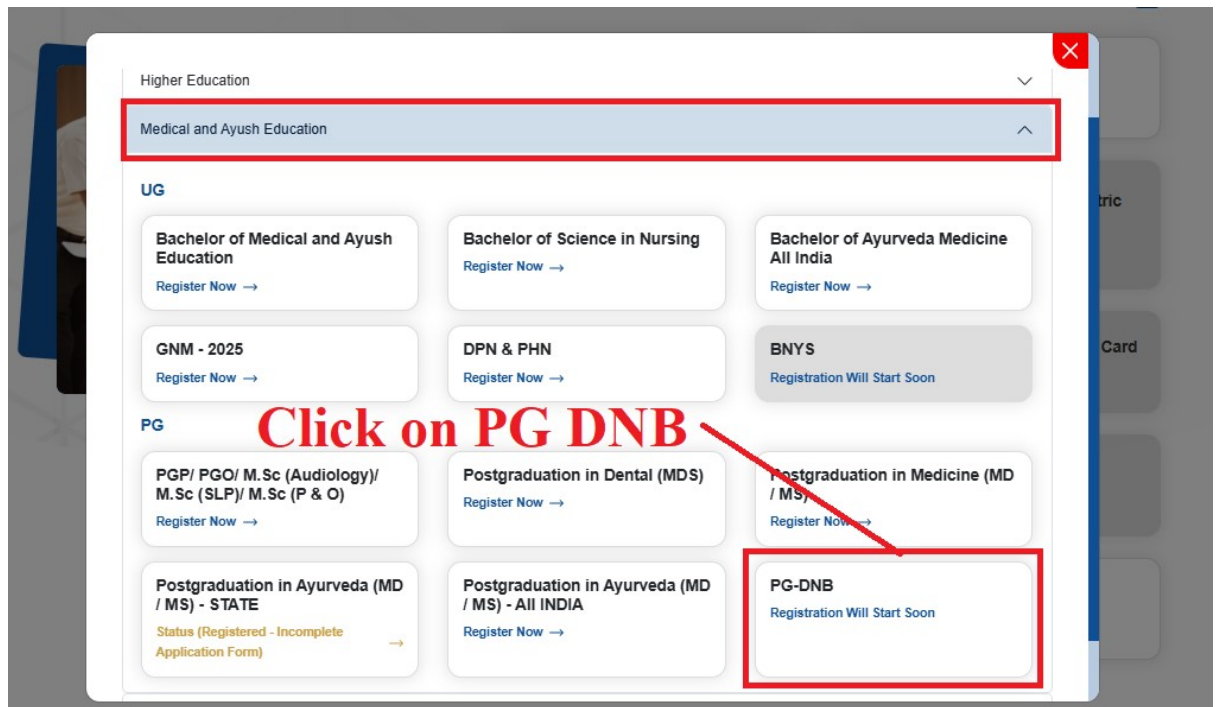 Higher Education
Medical and Ayush Education
tric
UG
Bachelor of Medical and Ayush
Education
Register Now →
Bachelor of Science in Nursing
Register Now →
Bachelor of Ayurveda Medicine
All India
Register Now →
GNM - 2025
Register Now →
DPN & PHN
Register Now →
BNYS
Registration Will Start Soon
Card
Click on PG DNB
PG
PGP/ PGO/ M.Sc (Audiology)/
M.Sc (SLP)/ M.Sc (P & O)
Register Now →
Postgraduation in Dental (MDS)
Register Now →
Postgraduation in Medicine (MD
/ MS)
Register Now →
Postgraduation in Ayurveda (MD
/ MS) - STATE
Status (Registered - Incomplete
Application Form) →
Postgraduation in Ayurveda (MD
/ MS) - All INDIA
Register Now →
PG-DNB
Registration Will Start Soon